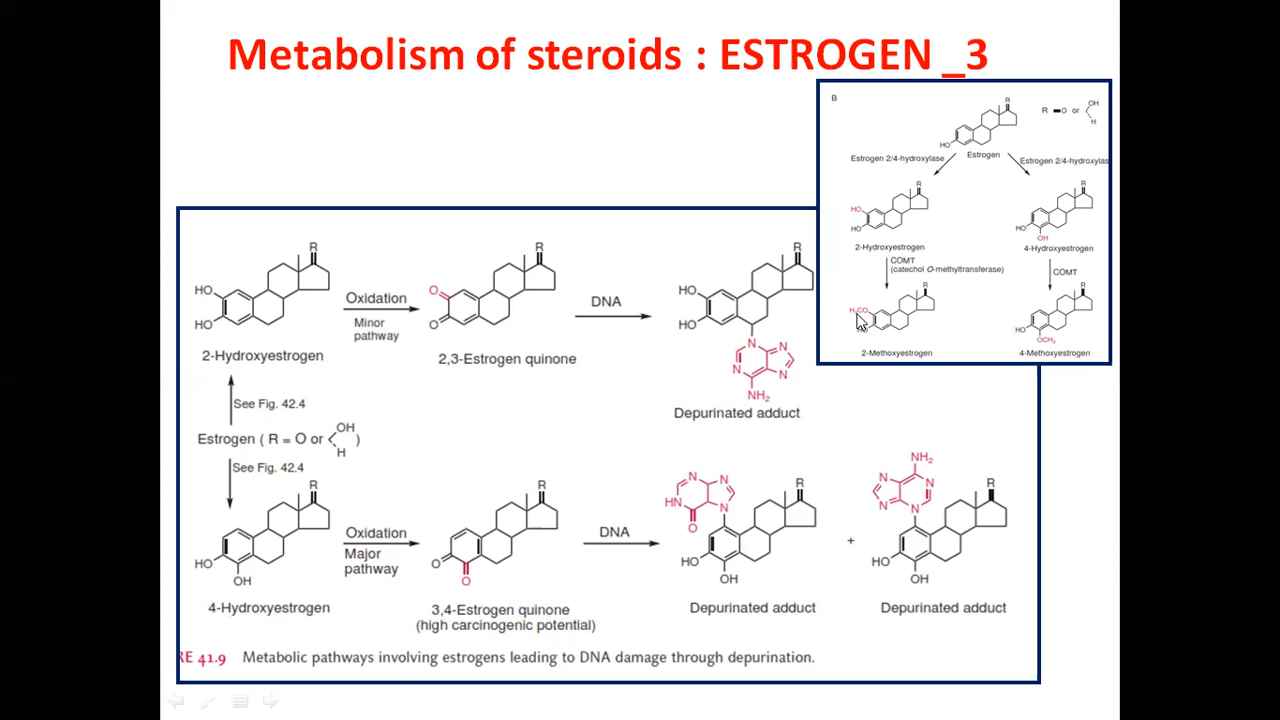 Metabolism of steroids : ESTROGEN _3
B
R
R
O or
OH
H
HO
Estrogen 2/4-hydroxylase
Estrogen
Estrogen 2/4-hydroxylas
R
R
HO
HO
HO
OH
2-Hydroxyestrogen
4-Hydroxyestrogen
COMT
(catechol O-methyltransferase)
COMT
R
R
H₃CO
HO
HO
OCH₃
2-Methoxyestrogen
4-Methoxyestrogen
R
R
R
HO
HO
O
O
HO
HO
Oxidation
Minor
pathway
DNA
N
N
N
N
NH₂
2-Hydroxyestrogen
2,3-Estrogen quinone
Depurinated adduct
See Fig. 42.4
Estrogen ( R = O or
OH
H
)
See Fig. 42.4
R
R
R
R
HO
OH
O
O
Oxidation
Major
pathway
DNA
N
N
HN
N
O
HO
OH
+
NH₂
N
N
N
N
HO
OH
4-Hydroxyestrogen
3,4-Estrogen quinone
(high carcinogenic potential)
Depurinated adduct
Depurinated adduct
RE 41.9 Metabolic pathways involving estrogens leading to DNA damage through depurination.